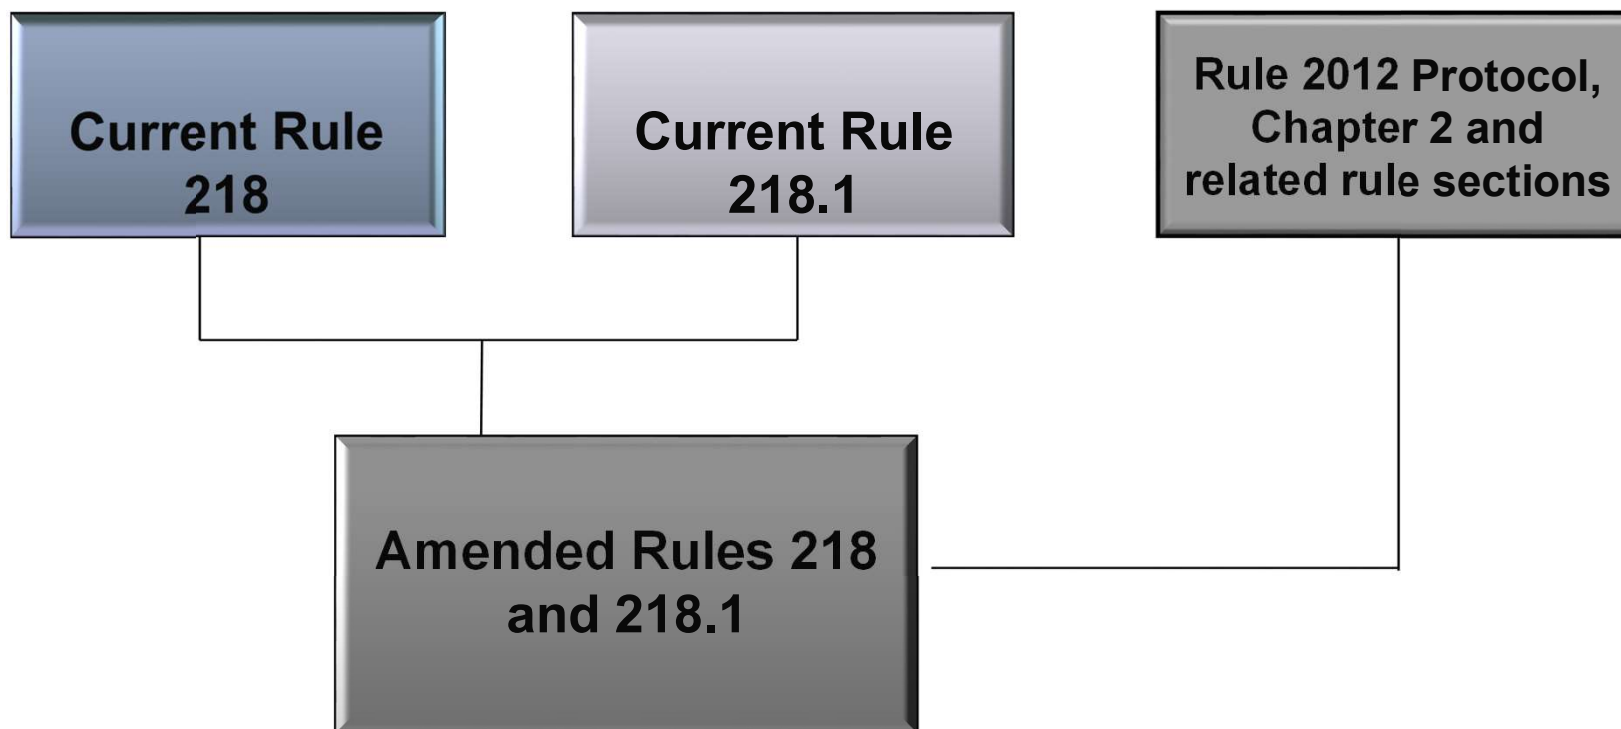 Current Rule
218
Current Rule
218.1
Rule 2012 Protocol,
Chapter 2 and
related rule sections
Amended Rules 218
and 218.1